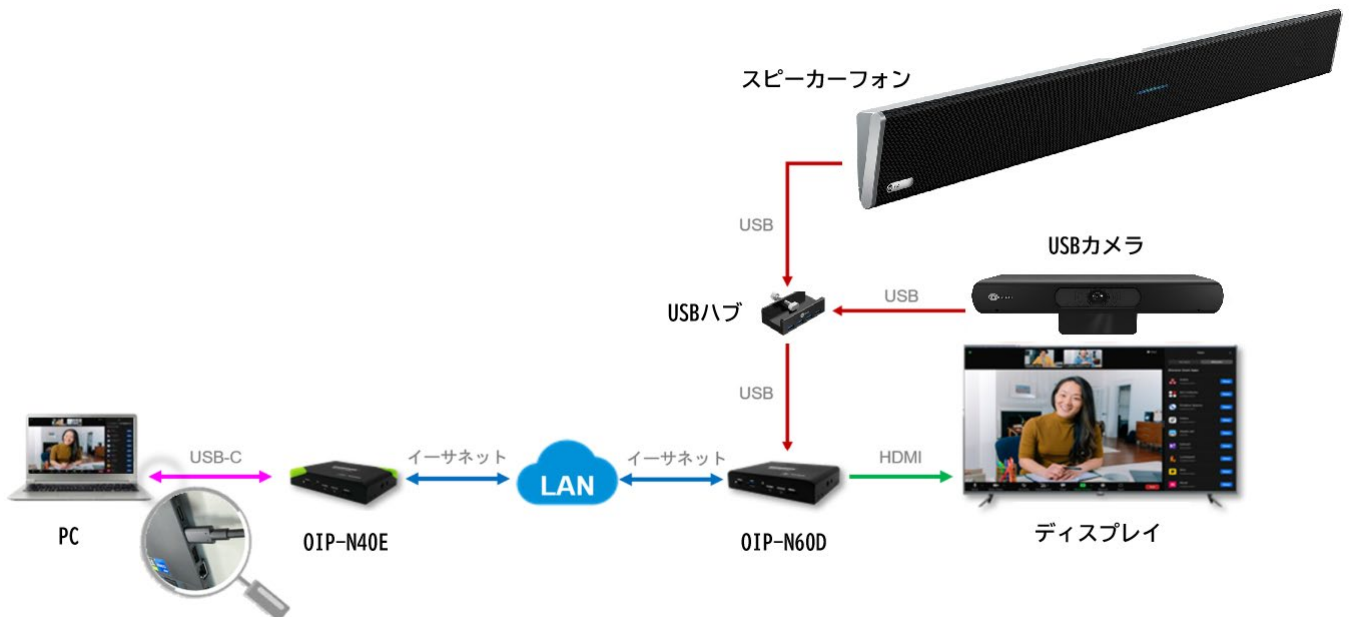 スピーカーフォン
USB
USBカメラ
USBハブ
USB
USB
USB-C
イーサネット
LAN
イーサネット
HDMI
PC
OIP-N40E
OIP-N60D
ディスプレイ